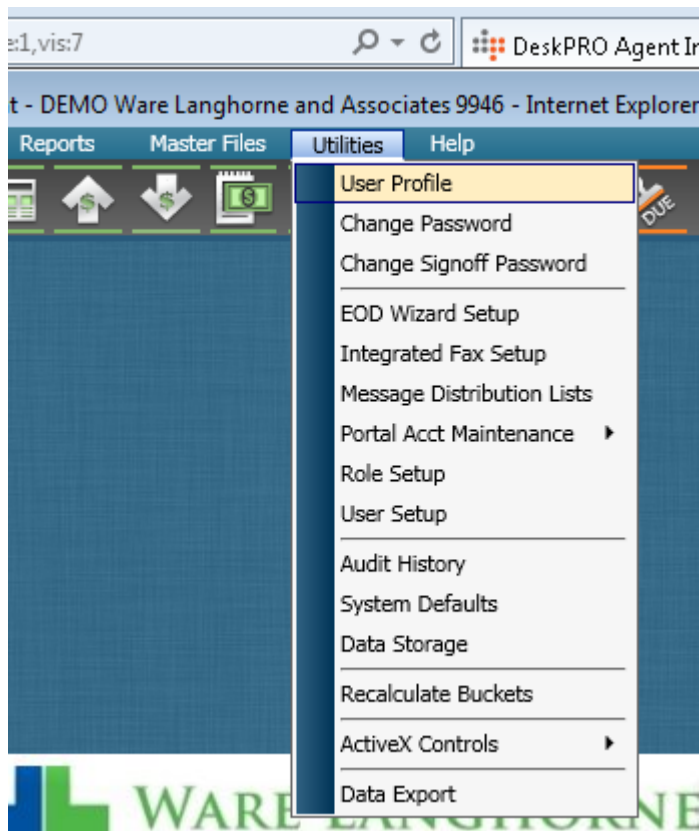 e:1,vis:7 DeskPRO Agent In
t - DEMO Ware Langhorne and Associates 9946 - Internet Explorer
Reports Master Files Utilities Help
DUE
User Profile
Change Password
Change Signoff Password
EOD Wizard Setup
Integrated Fax Setup
Message Distribution Lists
Portal Acct Maintenance
Role Setup
User Setup
Audit History
System Defaults
Data Storage
Recalculate Buckets
ActiveX Controls
Data Export
WARE LANGHORNE